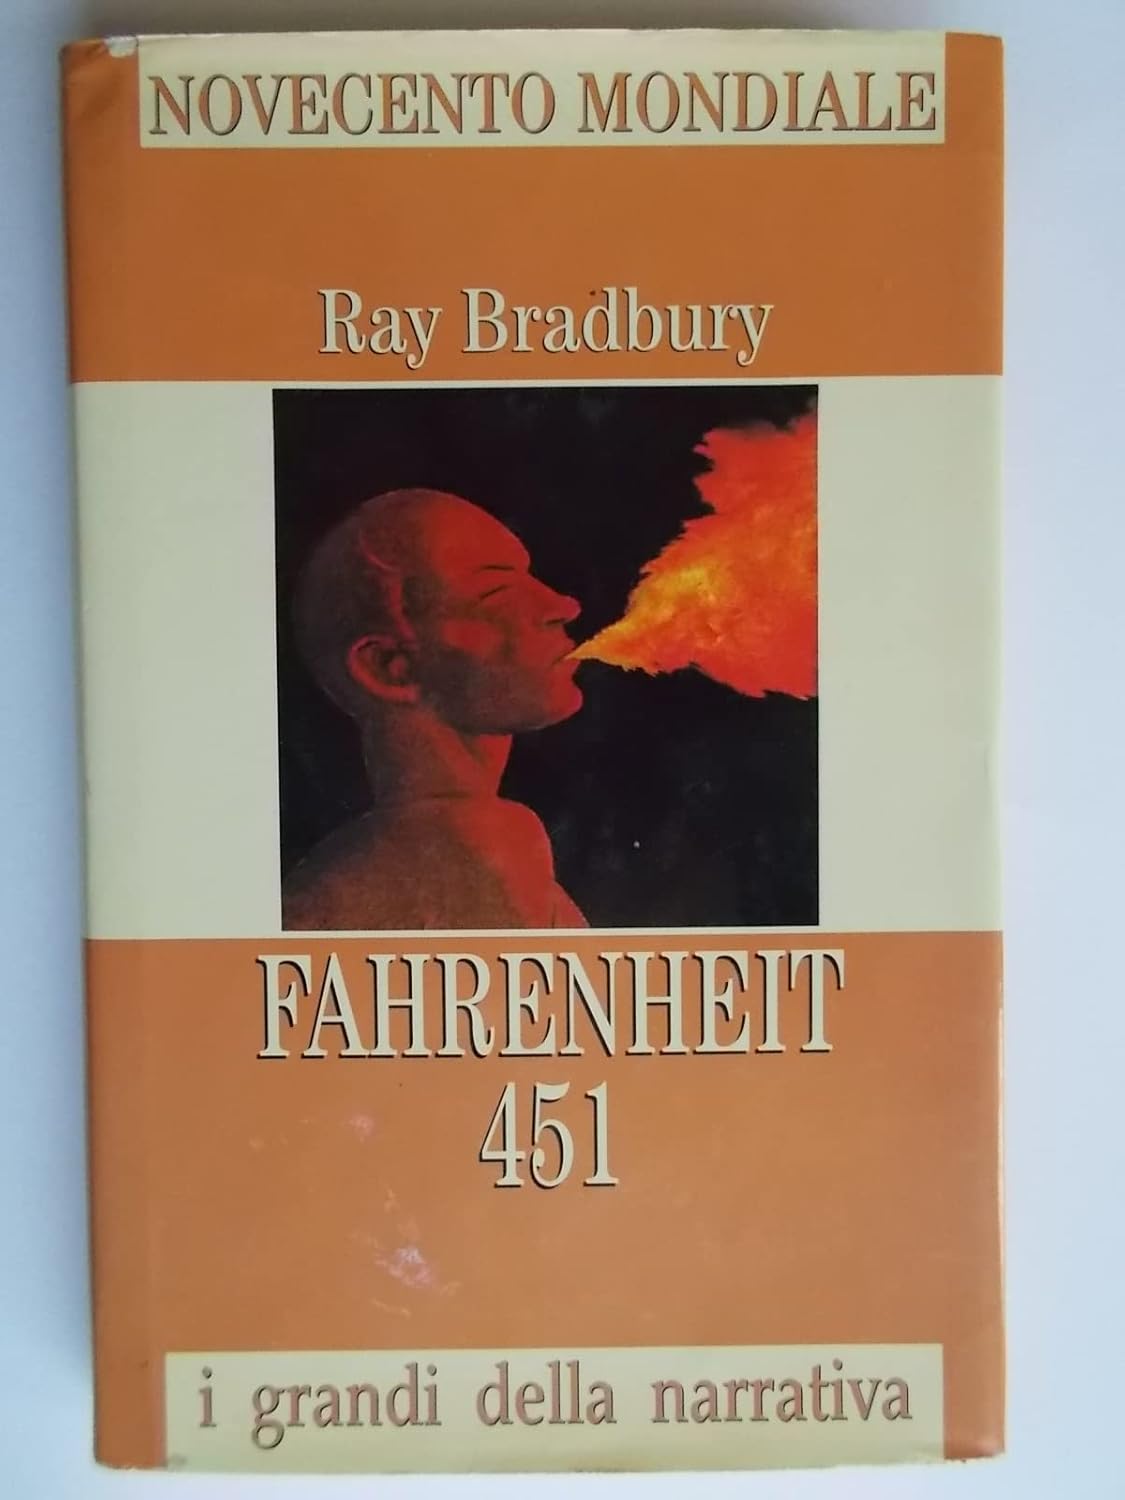 NOVECENTO MONDIALE
Ray Bradbury
FAHRENHEIT
451
i grandi della narrativa